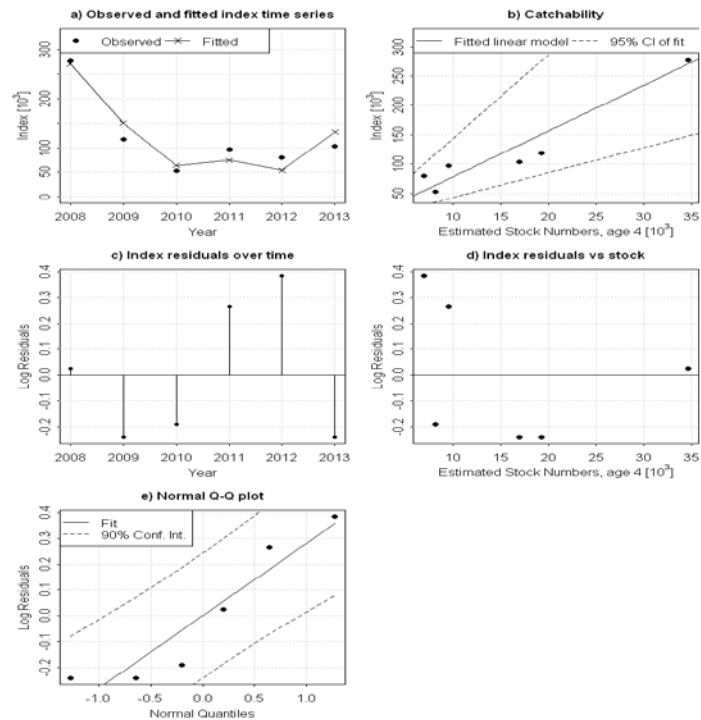 a) Observed and fitted index time series
Observed Fitted
Index [10³]
0 50 100 200 300
2008 2009 2010 2011 2012 2013
Year
b) Catchability
Fitted linear model 95% CI of fit
Index [10³]
50 100 150 200 250 300
10 15 20 25 30 35
Estimated Stock Numbers, age 4 [10³]
c) Index residuals over time
Log Residuals
-0.2 -0.1 0.0 0.1 0.2 0.3 0.4
2008 2009 2010 2011 2012 2013
Year
d) Index residuals vs stock
Log Residuals
-0.2 -0.1 0.0 0.1 0.2 0.3 0.4
10 15 20 25 30 35
Estimated Stock Numbers, age 4 [10³]
e) Normal Q-Q plot
Fit
90% Conf. Int.
Log Residuals
-0.2 -0.1 0.0 0.1 0.2 0.3 0.4
-1.0 -0.5 0.0 0.5 1.0
Normal Quantiles